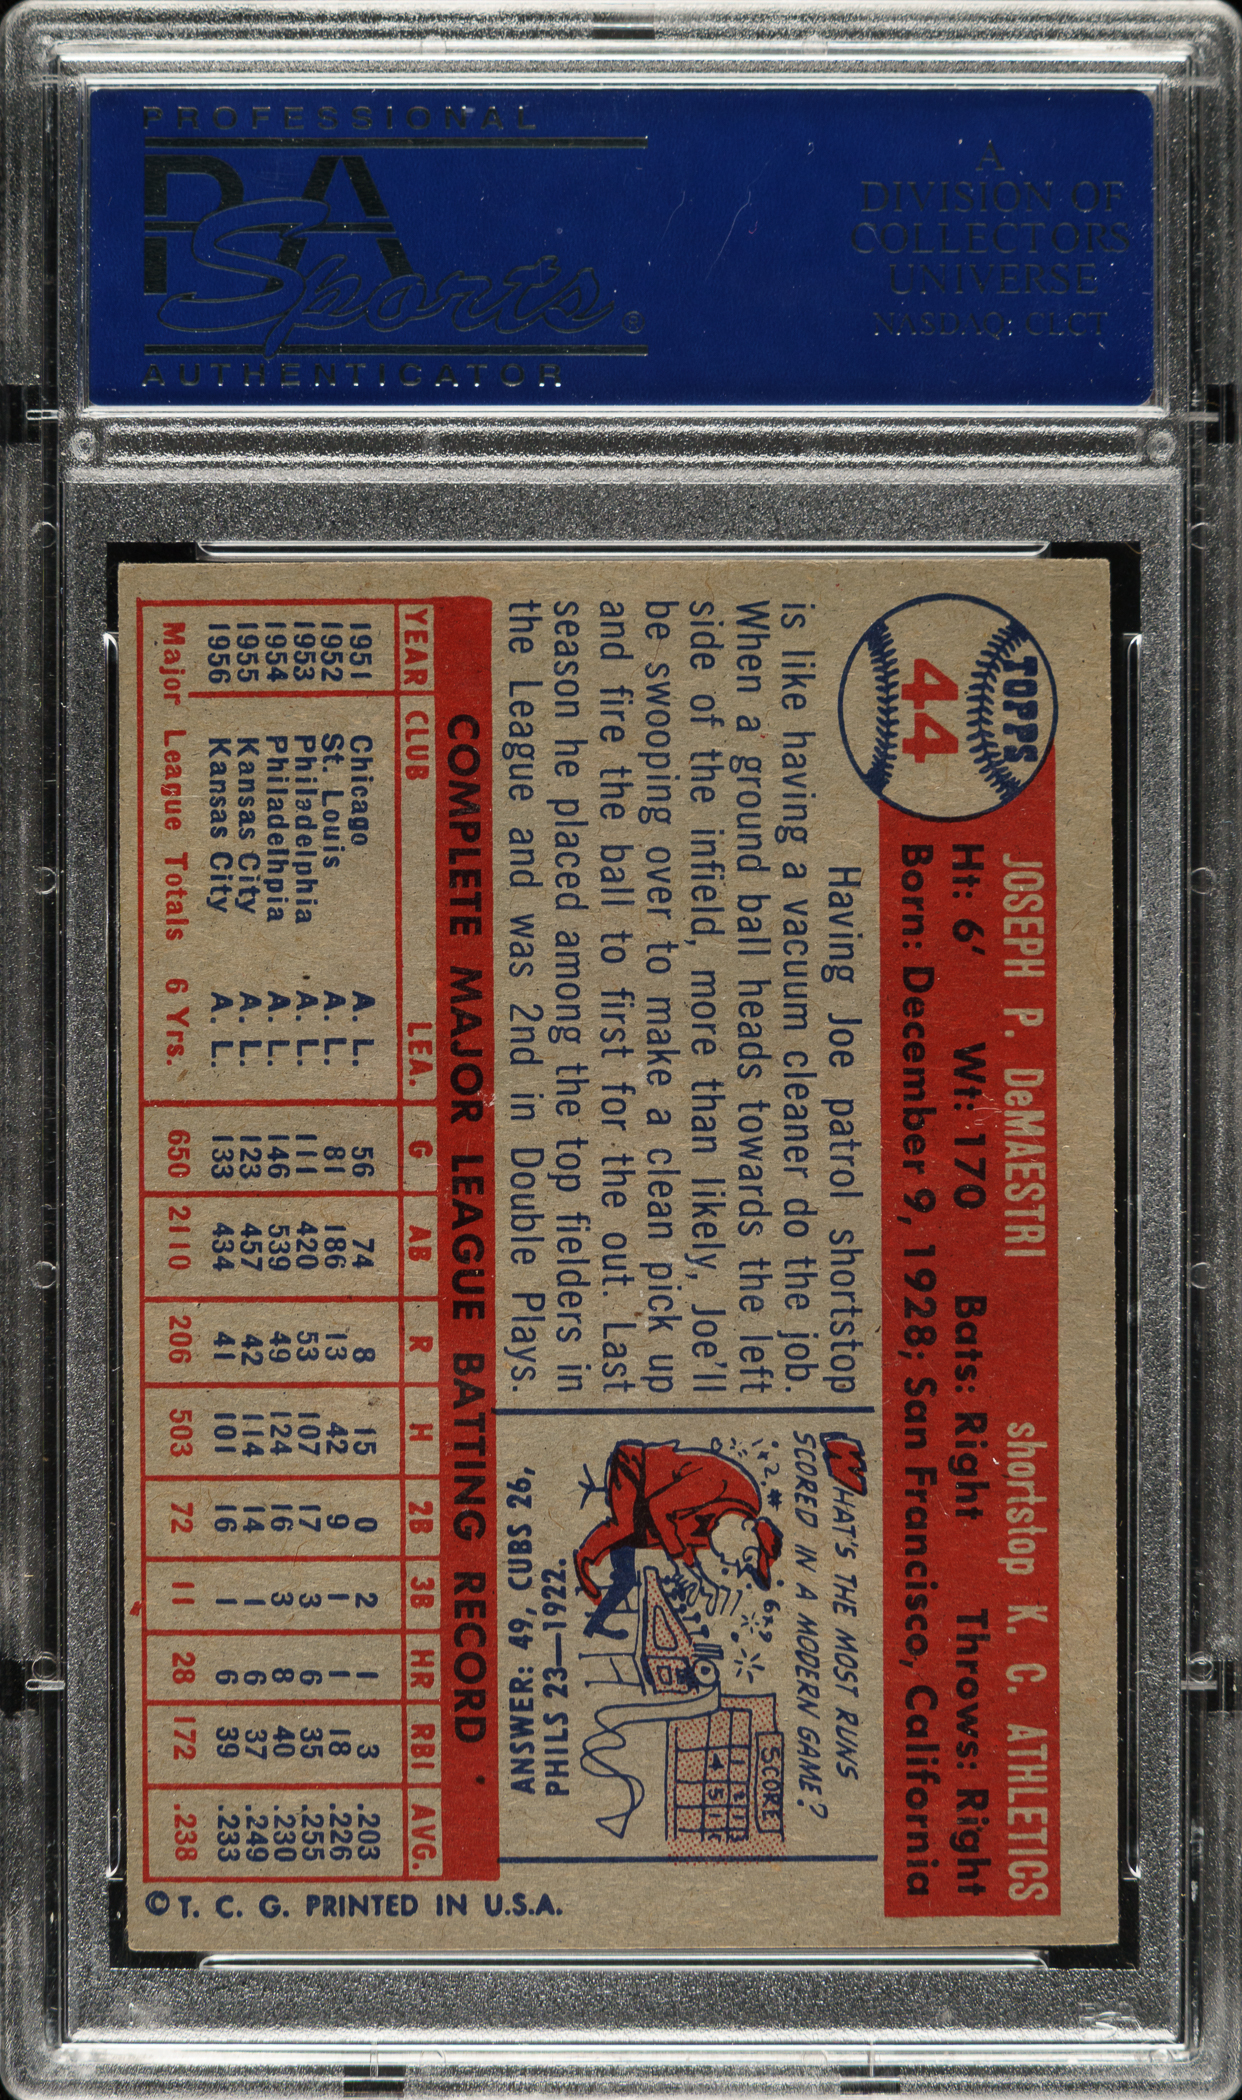 PROFESSIONAL
PSA
Sports®
AUTHENTICATOR
A
DIVISION OF
COLLECTORS
UNIVERSE
NASDAQ: CLCT
TOPPS
44
JOSEPH P. DeMAESTRI shortstop K. C. ATHLETICS
Ht: 6' Wt: 170 Bats: Right Throws: Right
Born: December 9, 1928; San Francisco, California
Having Joe patrol shortstop
is like having a vacuum cleaner do the job.
When a ground ball heads towards the left
side of the infield, more than likely, Joe'll
be swooping over to make a clean pick up
and fire the ball to first for the out. Last
season he placed among the top fielders in
the League and was 2nd in Double Plays.
WHAT'S THE MOST RUNS
SCORED IN A MODERN GAME?
1x2=
6x9
SCORE
ANSWER: 49, CUBS 26,
PHILS 23—1922.
COMPLETE MAJOR LEAGUE BATTING RECORD
YEAR CLUB LEA. G AB R H 2B 3B HR RBI AVG.
1951 Chicago A. L. 56 74 8 15 0 2 1 3 .203
1952 St. Louis A. L. 81 186 13 42 9 1 1 18 .226
1953 Philadelphia A. L. 111 420 53 107 17 3 6 35 .255
1954 Philadelhpia A. L. 146 539 49 124 16 3 8 40 .230
1955 Kansas City A. L. 123 457 42 114 14 1 6 37 .249
1956 Kansas City A. L. 133 434 41 101 16 1 6 39 .233
Major League Totals 6 Yrs. 650 2110 206 503 72 11 28 172 .238
© T. C. G. PRINTED IN U.S.A.